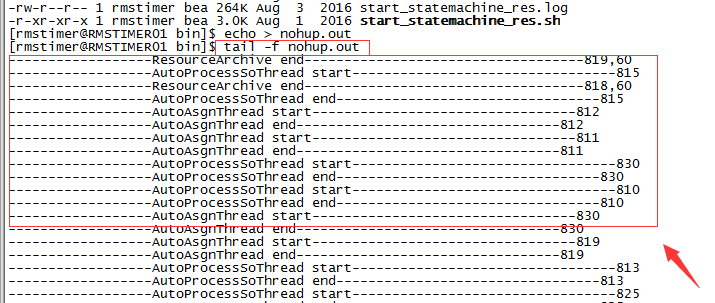 -rw-r--r-- 1 rmstimer bea 264K Aug  3  2016 start_statemachine_res.log
-r-xr-xr-x 1 rmstimer bea 3.0K Aug  1  2016 start_statemachine_res.sh
[rmstimer@RMSTIMER01 bin]$ echo > nohup.out
[rmstimer@RMSTIMER01 bin]$ tail -f nohup.out
------------------ResourceArchive end-----------------------------------819,60
------------------AutoProcessSoThread start---------------------------------815
------------------ResourceArchive end-----------------------------------818,60
------------------AutoProcessSoThread end---------------------------------815
------------------AutoAsgnThread start---------------------------------812
------------------AutoAsgnThread end---------------------------------812
------------------AutoAsgnThread start---------------------------------811
------------------AutoAsgnThread end---------------------------------811
------------------AutoProcessSoThread start---------------------------------830
------------------AutoProcessSoThread end---------------------------------830
------------------AutoProcessSoThread start---------------------------------810
------------------AutoProcessSoThread end---------------------------------810
------------------AutoAsgnThread start---------------------------------830
------------------AutoAsgnThread end---------------------------------830
------------------AutoAsgnThread start---------------------------------819
------------------AutoAsgnThread end---------------------------------819
------------------AutoProcessSoThread start---------------------------------813
------------------AutoProcessSoThread end---------------------------------813
------------------AutoProcessSoThread start---------------------------------825